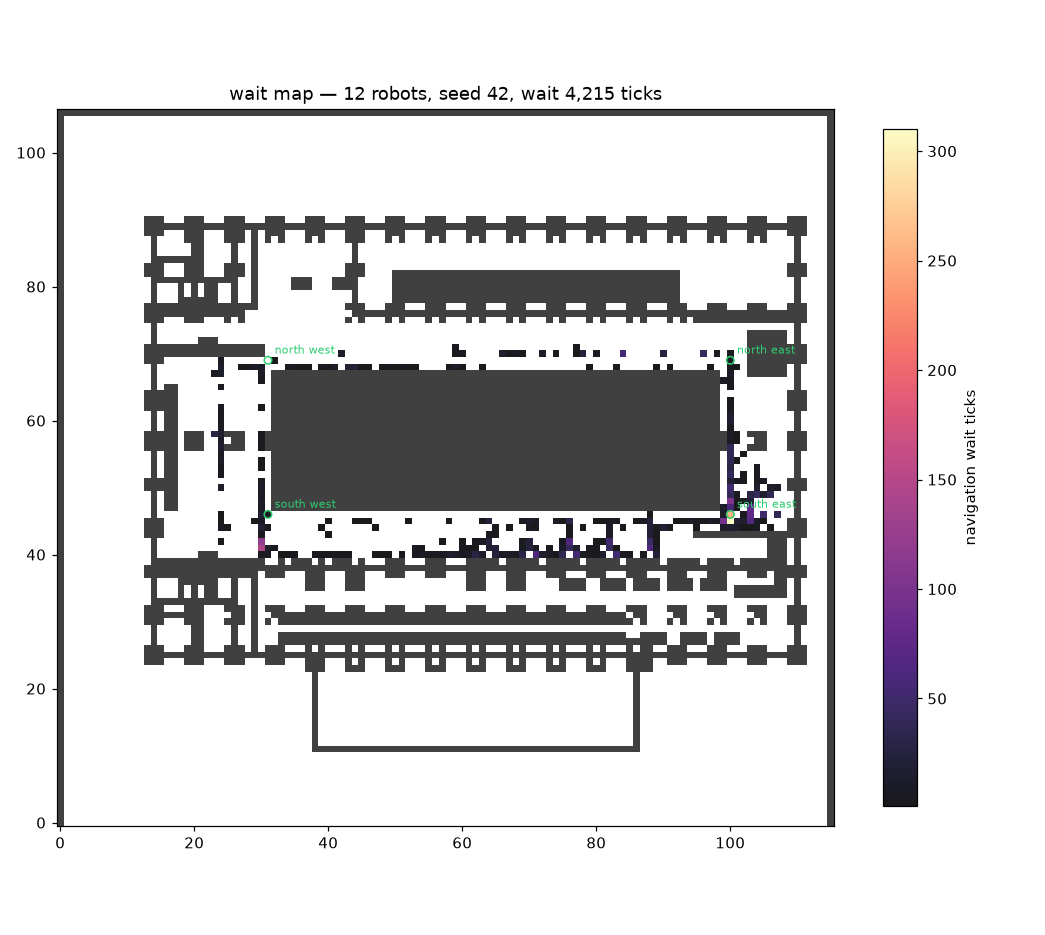 wait map — 12 robots, seed 42, wait 4,215 ticks
100
80
60
40
20
0
0 20 40 60 80 100
north west
north east
south west
south east
300
250
200
150
100
50
navigation wait ticks